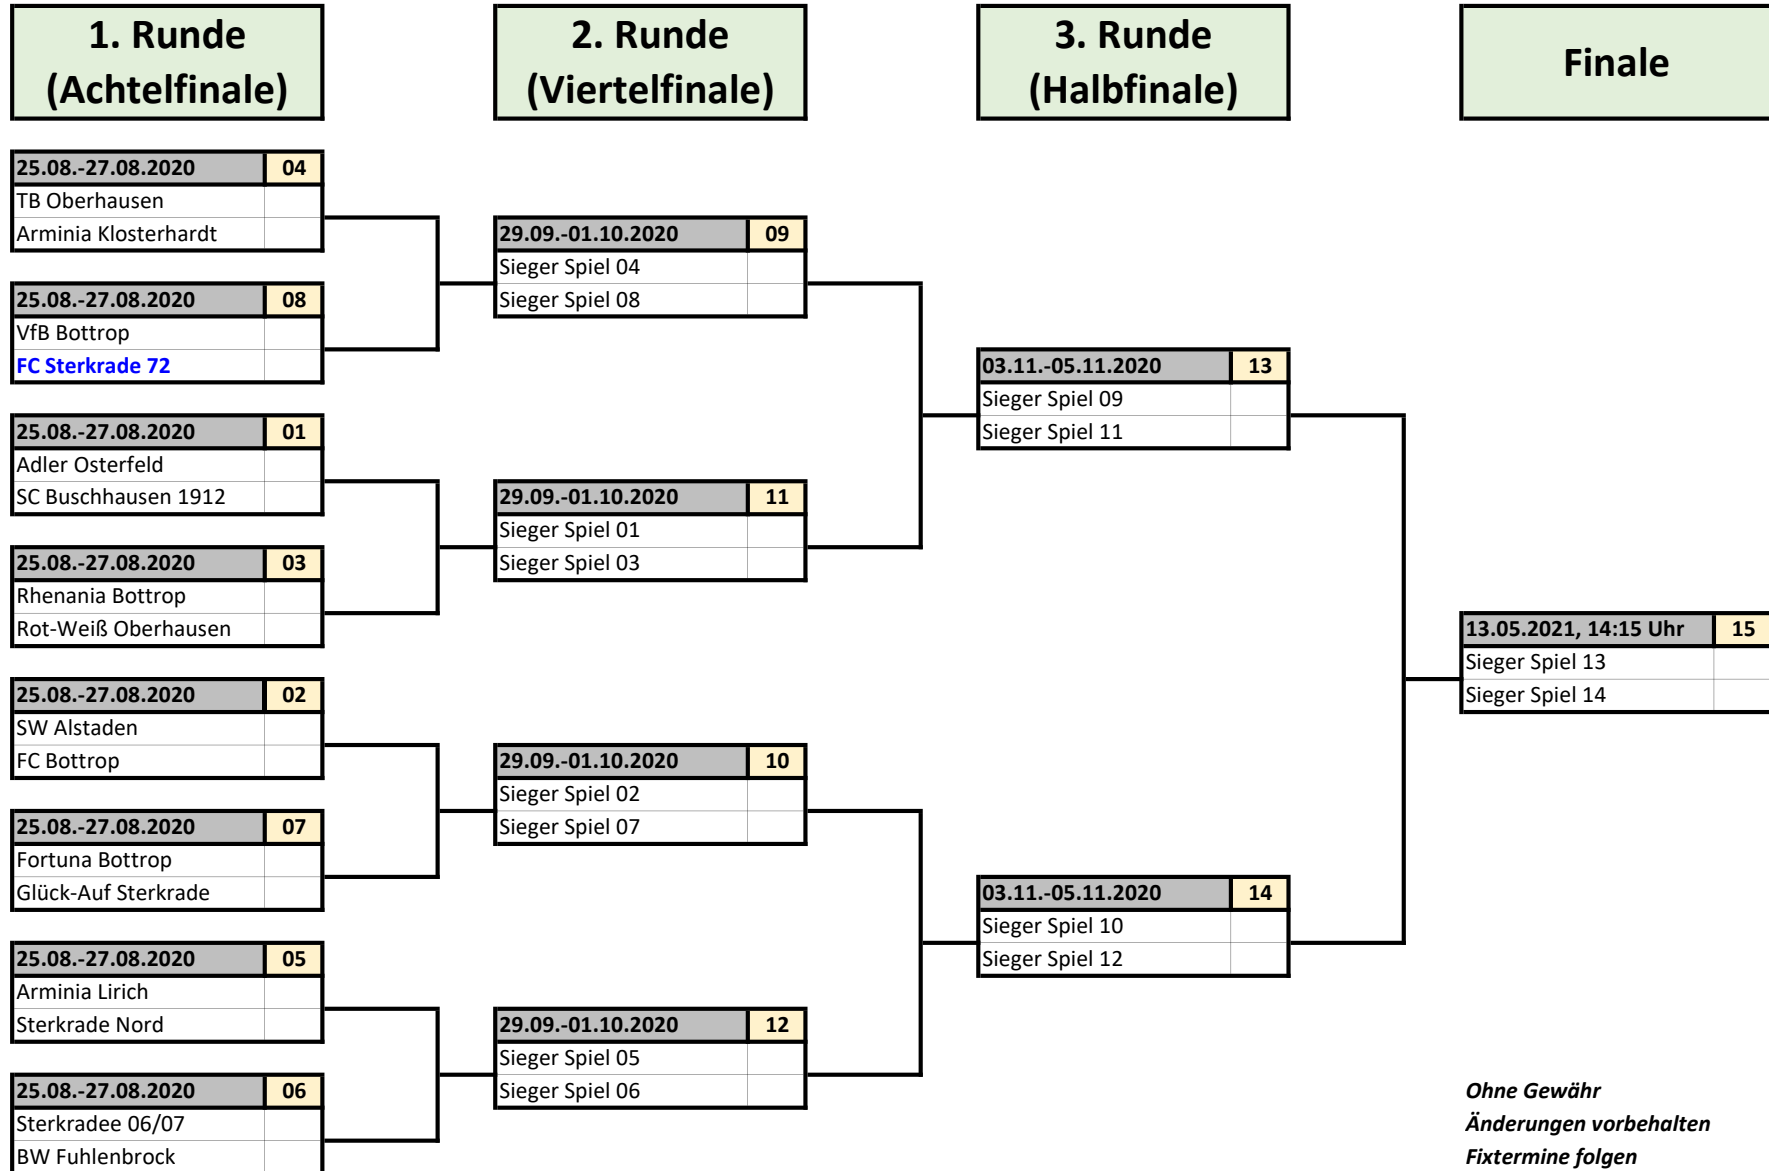 1. Runde
(Achtelfinale)
2. Runde
(Viertelfinale)
3. Runde
(Halbfinale)
Finale
25.08.-27.08.2020 04
TB Oberhausen
Arminia Klosterhardt
25.08.-27.08.2020 08
VfB Bottrop
FC Sterkrade 72
25.08.-27.08.2020 01
Adler Osterfeld
SC Buschhausen 1912
25.08.-27.08.2020 03
Rhenania Bottrop
Rot-Weiß Oberhausen
25.08.-27.08.2020 02
SW Alstaden
FC Bottrop
25.08.-27.08.2020 07
Fortuna Bottrop
Glück-Auf Sterkrade
25.08.-27.08.2020 05
Arminia Lirich
Sterkrade Nord
25.08.-27.08.2020 06
Sterkradee 06/07
BW Fuhlenbrock
29.09.-01.10.2020 09
Sieger Spiel 04
Sieger Spiel 08
29.09.-01.10.2020 11
Sieger Spiel 01
Sieger Spiel 03
29.09.-01.10.2020 10
Sieger Spiel 02
Sieger Spiel 07
29.09.-01.10.2020 12
Sieger Spiel 05
Sieger Spiel 06
03.11.-05.11.2020 13
Sieger Spiel 09
Sieger Spiel 11
03.11.-05.11.2020 14
Sieger Spiel 10
Sieger Spiel 12
13.05.2021, 14:15 Uhr 15
Sieger Spiel 13
Sieger Spiel 14
Ohne Gewähr
Änderungen vorbehalten
Fixtermine folgen